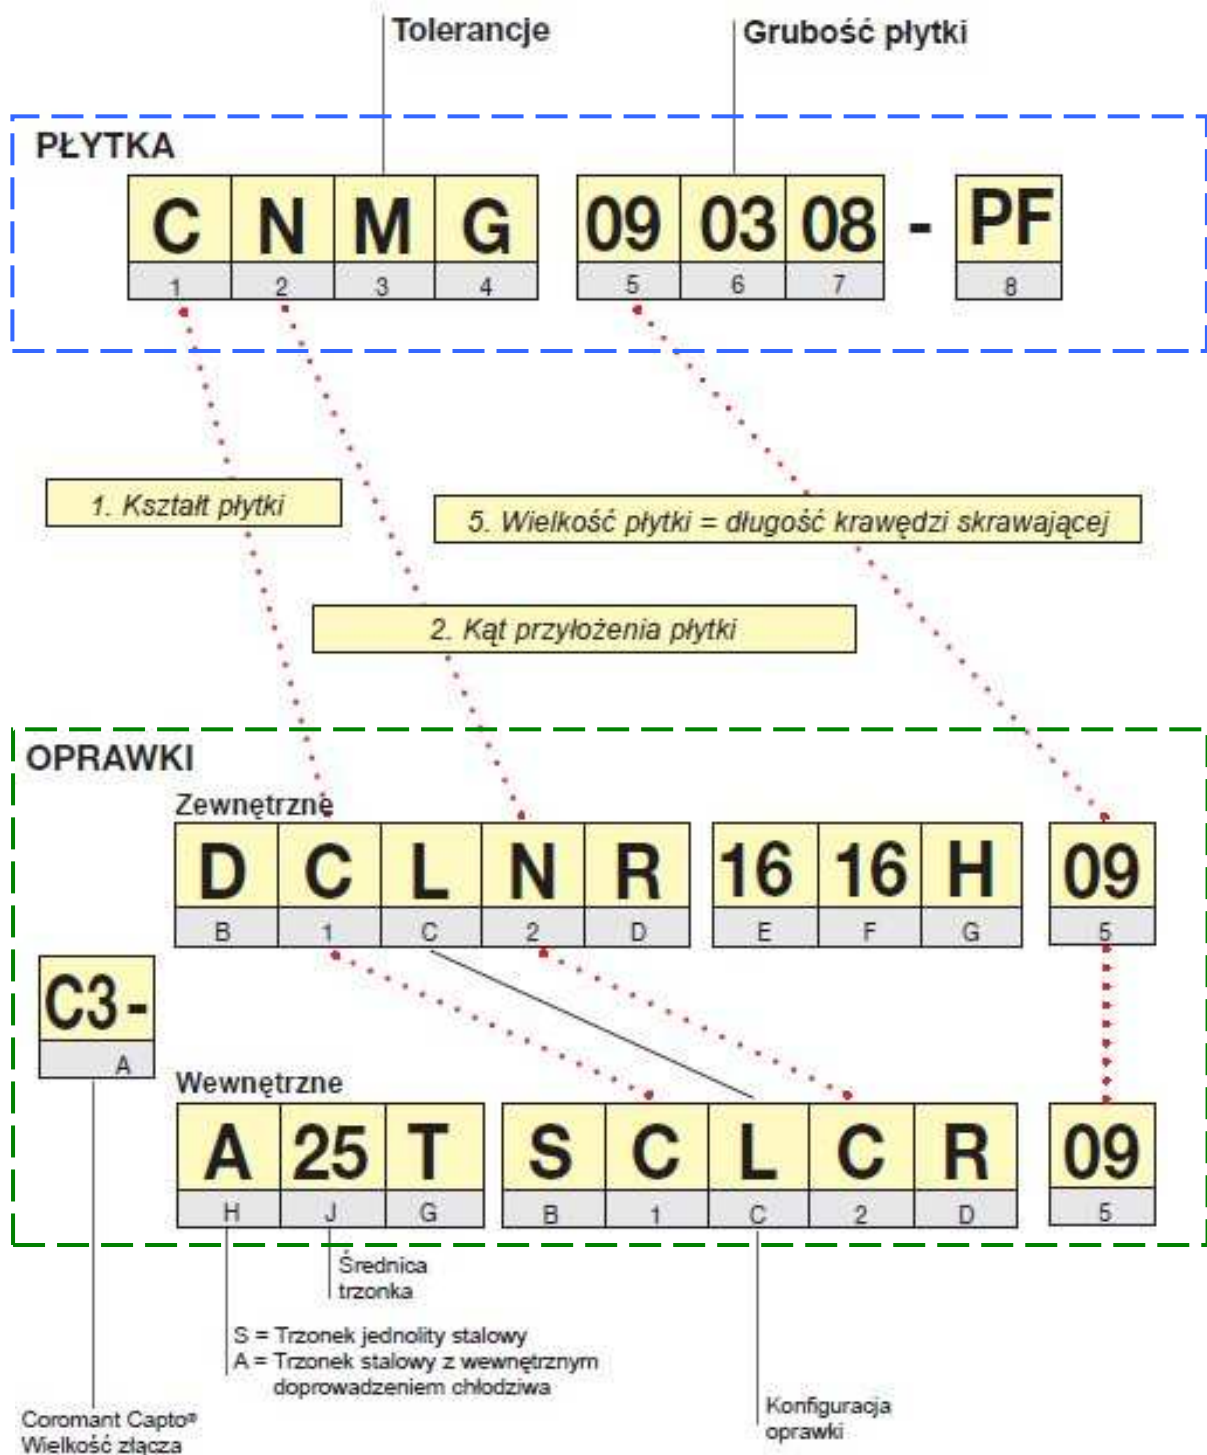 Tolerancje Grubość płytki
PŁYTKA
C N M G 09 03 08 - PF
1 2 3 4 5 6 7 8
1. Kształt płytki
5. Wielkość płytki = długość krawędzi skrawającej
2. Kąt przyłożenia płytki
OPRAWKI
Zewnętrzne
D C L N R 16 16 H 09
B 1 C 2 D E F G 5
C3-
A
Wewnętrzne
A 25 T S C L C R 09
H J G B 1 C 2 D 5
Średnica
trzonka
S = Trzonek jednolity stalowy
A = Trzonek stalowy z wewnętrznym
doprowadzeniem chłodziwa
Konfiguracja
oprawki
Coromant Capto®
Wielkość złącza